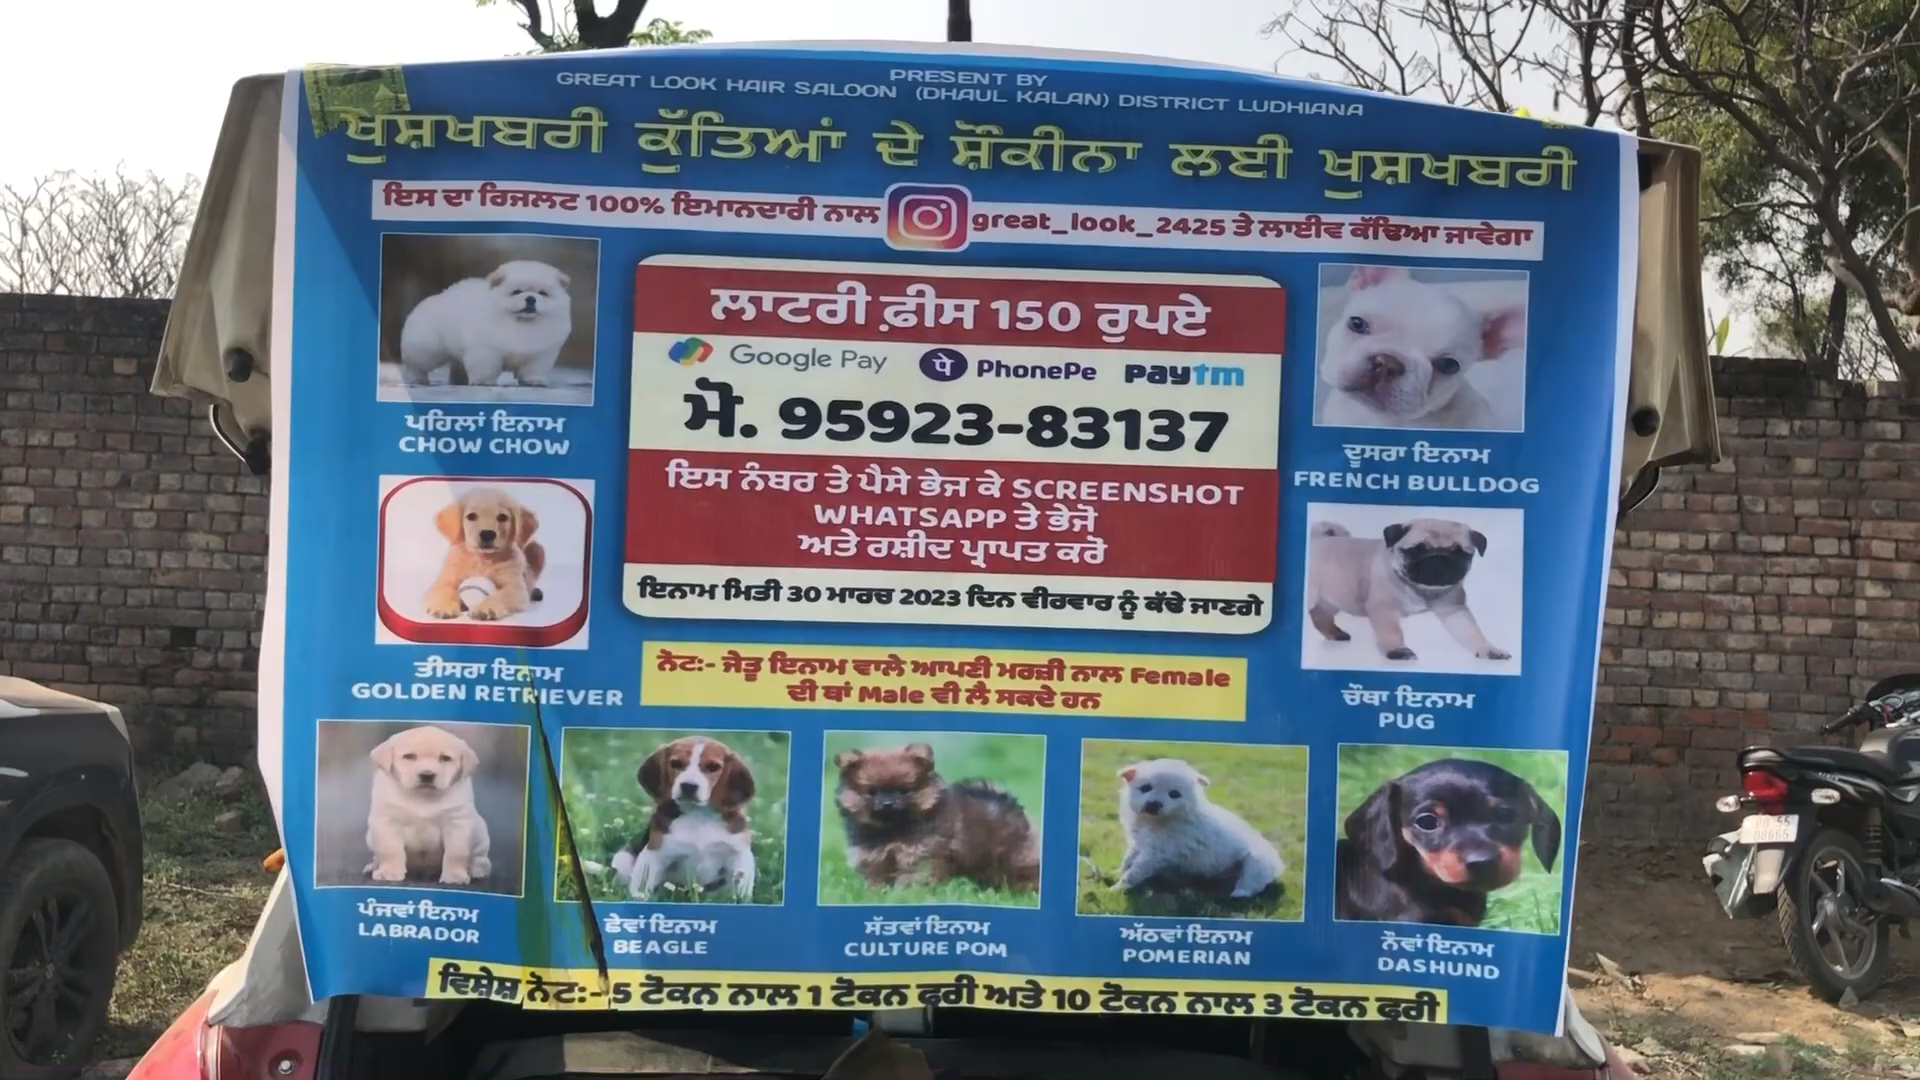 PRESENT BY
GREAT LOOK HAIR SALOON (DHAUL KALAN) DISTRICT LUDHIANA
ਖੁਸ਼ਖਬਰੀ ਕੁੱਤਿਆਂ ਦੇ ਸ਼ੌਕੀਨਾ ਲਈ ਖੁਸ਼ਖਬਰੀ
ਇਸ ਦਾ ਰਿਜਲਟ 100% ਇਮਾਨਦਾਰੀ ਨਾਲ great_look_2425 ਤੇ ਲਾਈਵ ਕੱਢਿਆ ਜਾਵੇਗਾ
ਲਾਟਰੀ ਫ਼ੀਸ 150 ਰੁਪਏ
Google Pay PhonePe paytm
ਮੋ. 95923-83137
ਇਸ ਨੰਬਰ ਤੇ ਪੈਸੇ ਭੇਜ ਕੇ SCREENSHOT
WHATSAPP ਤੇ ਭੇਜੋ
ਅਤੇ ਰਸ਼ੀਦ ਪ੍ਰਾਪਤ ਕਰੋ
ਇਨਾਮ ਮਿਤੀ 30 ਮਾਰਚ 2023 ਦਿਨ ਵੀਰਵਾਰ ਨੂੰ ਕੱਢੇ ਜਾਣਗੇ
ਨੋਟ:- ਜੇਤੂ ਇਨਾਮ ਵਾਲੇ ਆਪਣੀ ਮਰਜ਼ੀ ਨਾਲ Female
ਦੀ ਥਾਂ Male ਵੀ ਲੈ ਸਕਦੇ ਹਨ
ਪਹਿਲਾਂ ਇਨਾਮ
CHOW CHOW
ਦੂਸਰਾ ਇਨਾਮ
FRENCH BULLDOG
ਤੀਸਰਾ ਇਨਾਮ
GOLDEN RETRIEVER
ਚੌਥਾ ਇਨਾਮ
PUG
ਪੰਜਵਾਂ ਇਨਾਮ
LABRADOR
ਛੇਵਾਂ ਇਨਾਮ
BEAGLE
ਸੱਤਵਾਂ ਇਨਾਮ
CULTURE POM
ਅੱਠਵਾਂ ਇਨਾਮ
POMERIAN
ਨੌਵਾਂ ਇਨਾਮ
DASHUND
ਵਿਸ਼ੇਸ਼ ਨੋਟ:- 5 ਟੋਕਨ ਨਾਲ 1 ਟੋਕਨ ਫਰੀ ਅਤੇ 10 ਟੋਕਨ ਨਾਲ 3 ਟੋਕਨ ਫਰੀ